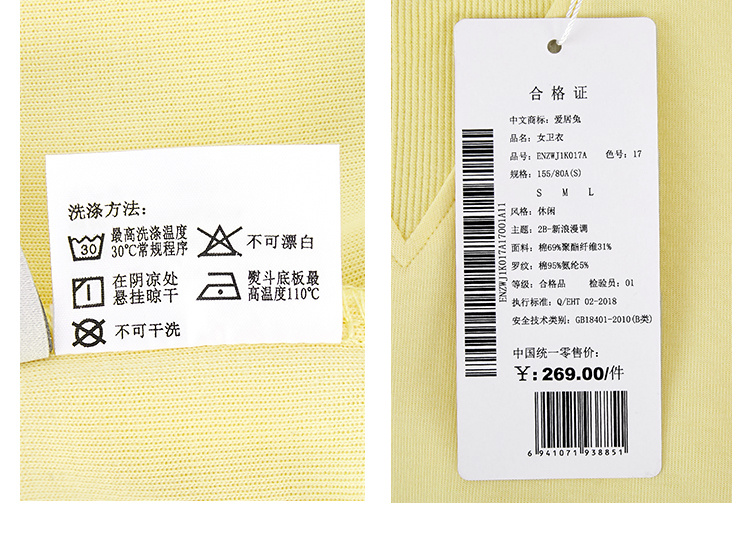 洗涤方法:
30
最高洗涤温度
30℃常规程序
不可漂白
在阴凉处
悬挂晾干
熨斗底板最
高温度110℃
不可干洗
合格证
中文商标: 爱居兔
品名: 女卫衣
品号: ENZWJ1K017A 色号: 17
规格: 155/80A(S)
S M L
风格: 休闲
主题: 2B-新浪漫调
面料: 棉69%聚酯纤维31%
罗纹: 棉95%氨纶5%
等级: 合格品 检验员: 01
执行标准: Q/EHT 02-2018
安全技术类别: GB18401-2010(B类)
中国统一零售价:
¥: 269.00/件
6 941071 938851
ENZWJ1K017A17001A11